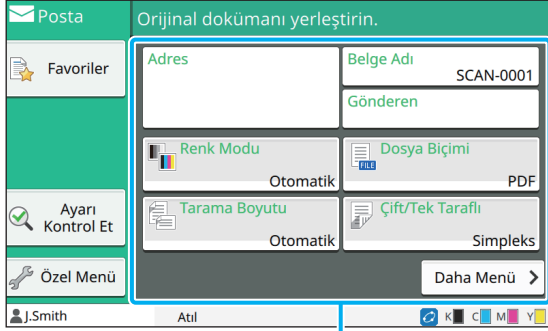 Posta
Orijinal dokümanı yerleştirin.
Favoriler
Adres
Belge Adı
SCAN-0001
Gönderen
Renk Modu
Otomatik
FILE
Dosya Biçimi
PDF
Ayarı
Kontrol Et
Tarama Boyutu
Otomatik
Çift/Tek Taraflı
Simpleks
Özel Menü
Daha Menü
J.Smith
Atıl
K C M Y